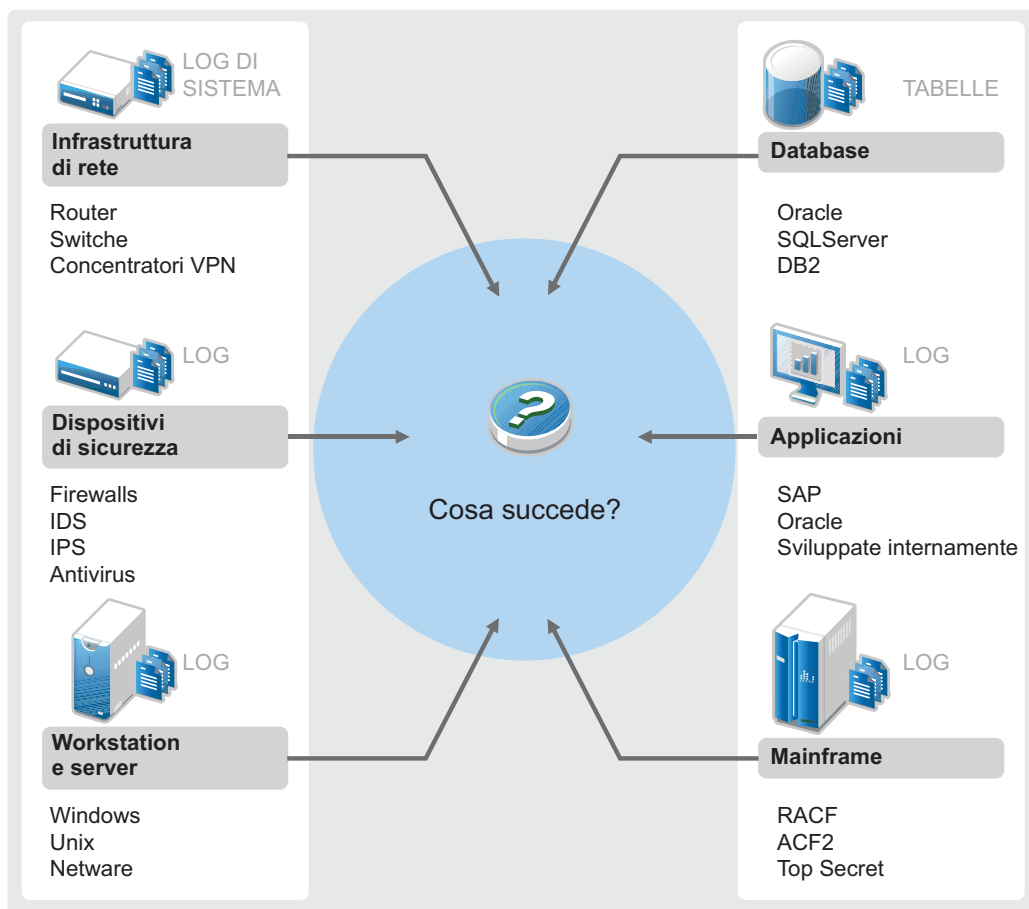 LOG DI
SISTEMA
Infrastruttura
di rete
Router
Switche
Concentratori VPN
LOG
Dispositivi
di sicurezza
Firewalls
IDS
IPS
Antivirus
LOG
Workstation
e server
Windows
Unix
Netware
?
Cosa succede?
TABELLE
Database
Oracle
SQLServer
DB2
LOG
Applicazioni
SAP
Oracle
Sviluppate internamente
LOG
Mainframe
RACF
ACF2
Top Secret